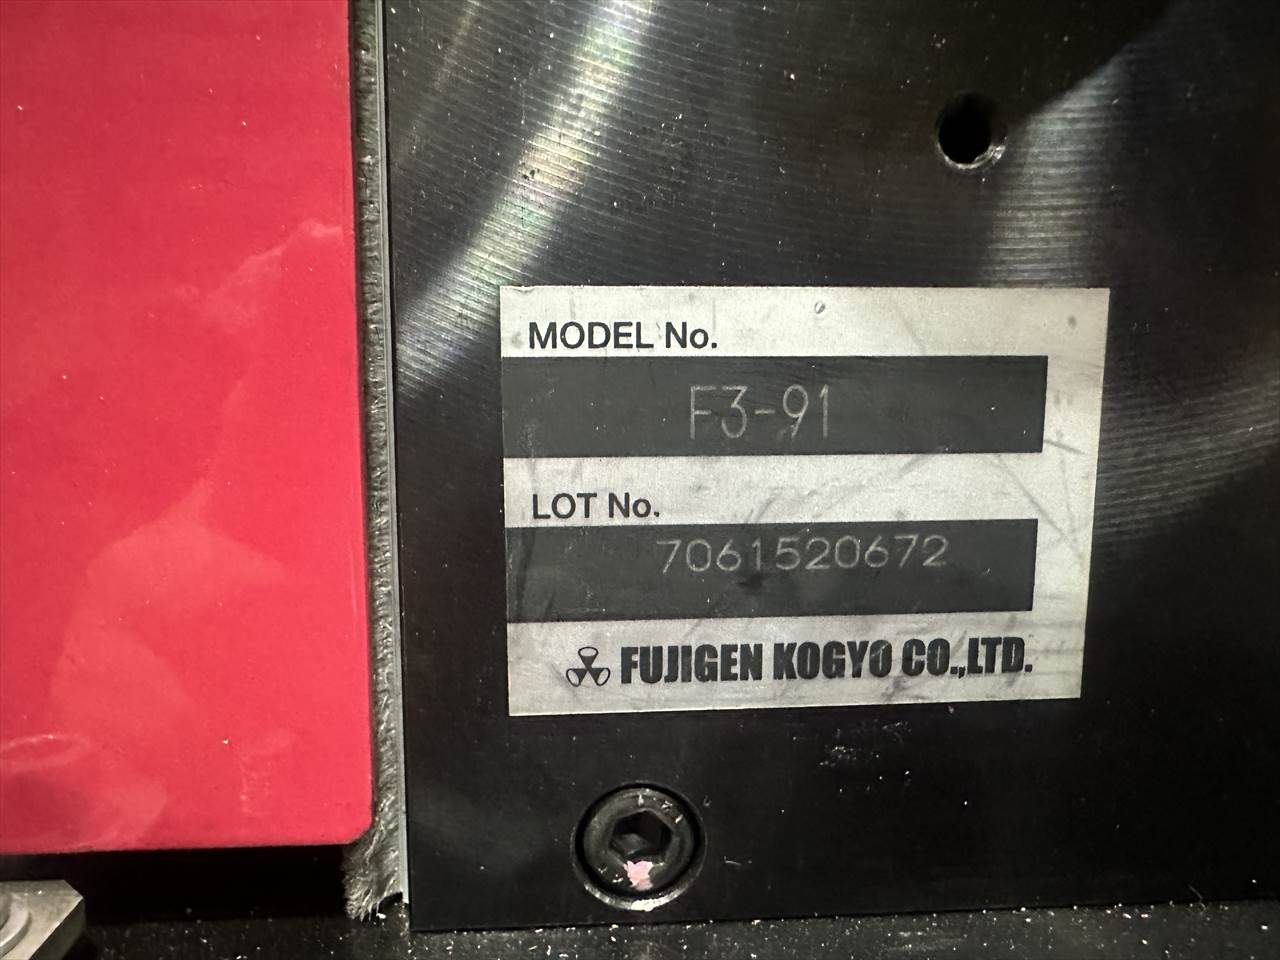 MODEL No.
F3-91
LOT No.
7061520672
FUJIGEN KOGYO CO.,LTD.